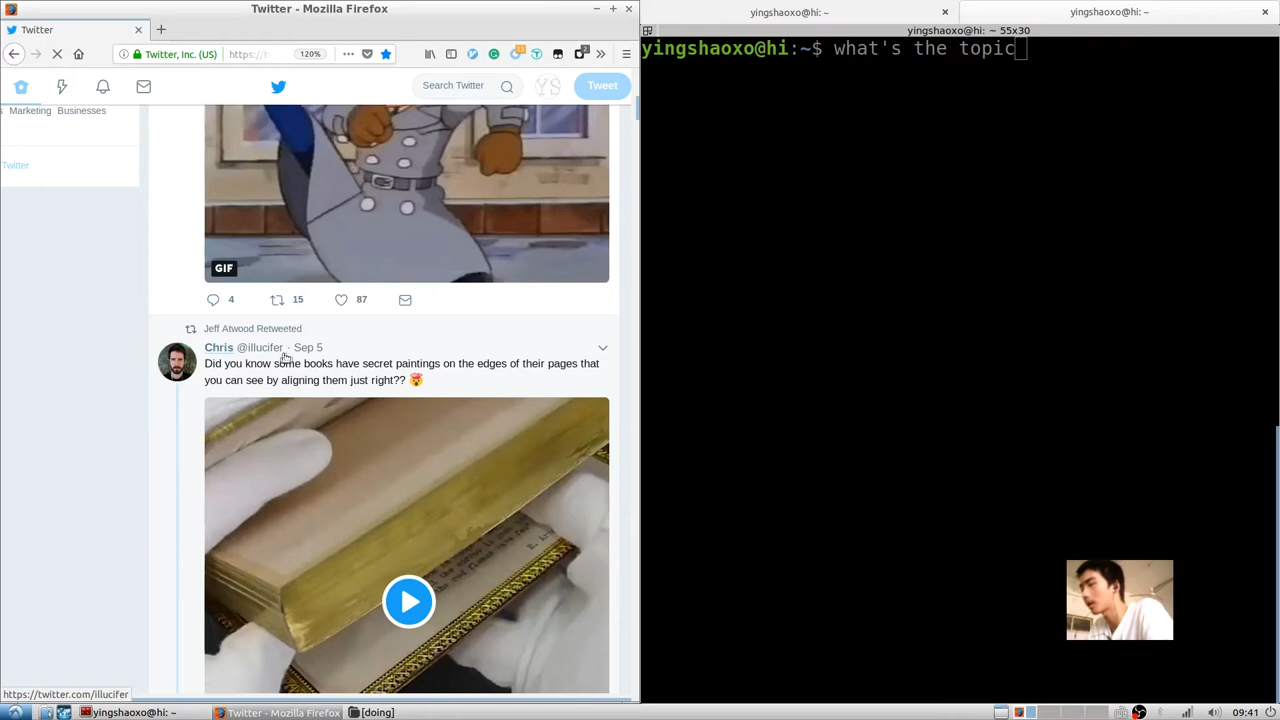 Twitter - Mozilla Firefox
Twitter
Twitter, Inc. (US)
https://t
120%
Search Twitter
YS
Tweet
s Marketing Businesses
Twitter
GIF
4
15
87
Jeff Atwood Retweeted
Chris @illucifer · Sep 5
Did you know some books have secret paintings on the edges of their pages that
you can see by aligning them just right??
https://twitter.com/illucifer
yingshaoxo@hi: ~
yingshaoxo@hi: ~
yingshaoxo@hi: ~ 55x30
yingshaoxo@hi:~$ what's the topic
yingshaoxo@hi: ~
Twitter - Mozilla Firefox
[doing]
09:41